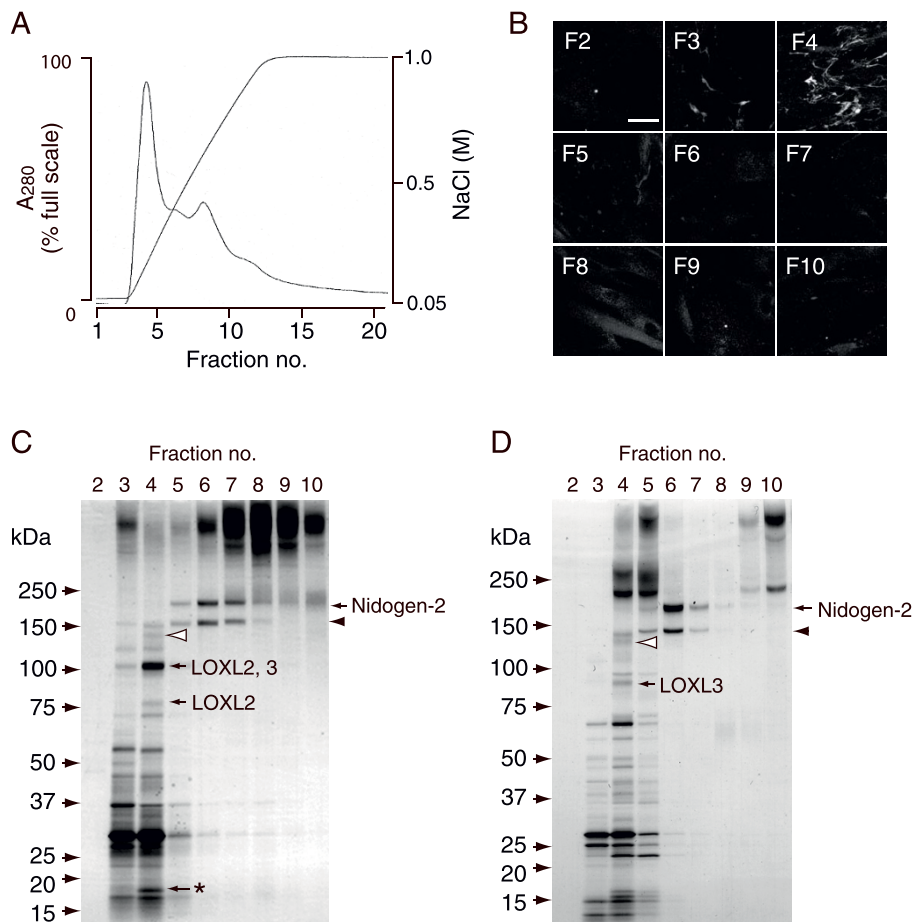 A
100
A280
(% full scale)
0
1.0
0.5
0.05
NaCl (M)
1 5 10 15 20
Fraction no.
B
F2 F3 F4
F5 F6 F7
F8 F9 F10
C
Fraction no.
2 3 4 5 6 7 8 9 10
kDa
250
150
100
75
50
37
25
20
15
Nidogen-2
LOXL2, 3
LOXL2
*
D
Fraction no.
2 3 4 5 6 7 8 9 10
kDa
250
150
100
75
50
37
25
20
15
Nidogen-2
LOXL3